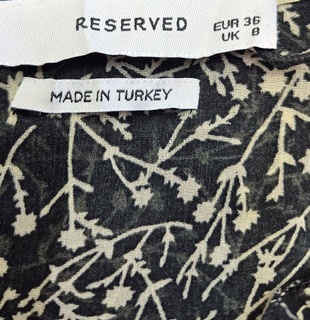 RESERVED
EUR 36
UK 8
MADE IN TURKEY